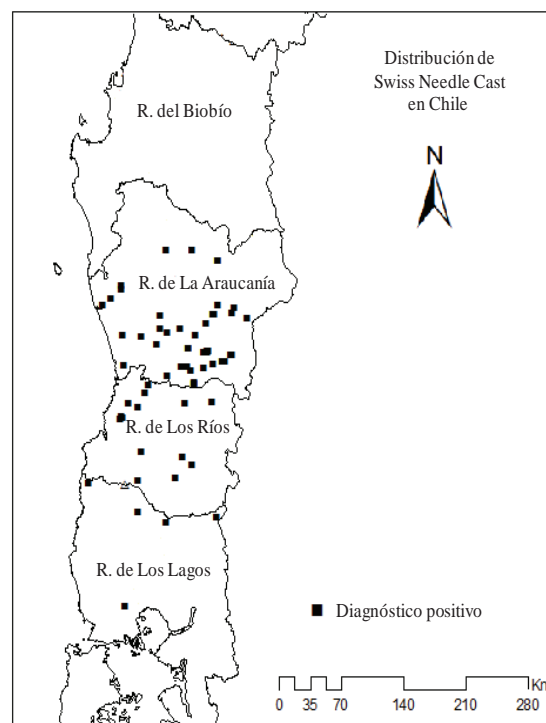 Distribución de
Swiss Needle Cast
en Chile
N
R. del Biobío
R. de La Araucanía
R. de Los Ríos
R. de Los Lagos
Diagnóstico positivo
Km
0 35 70 140 210 280